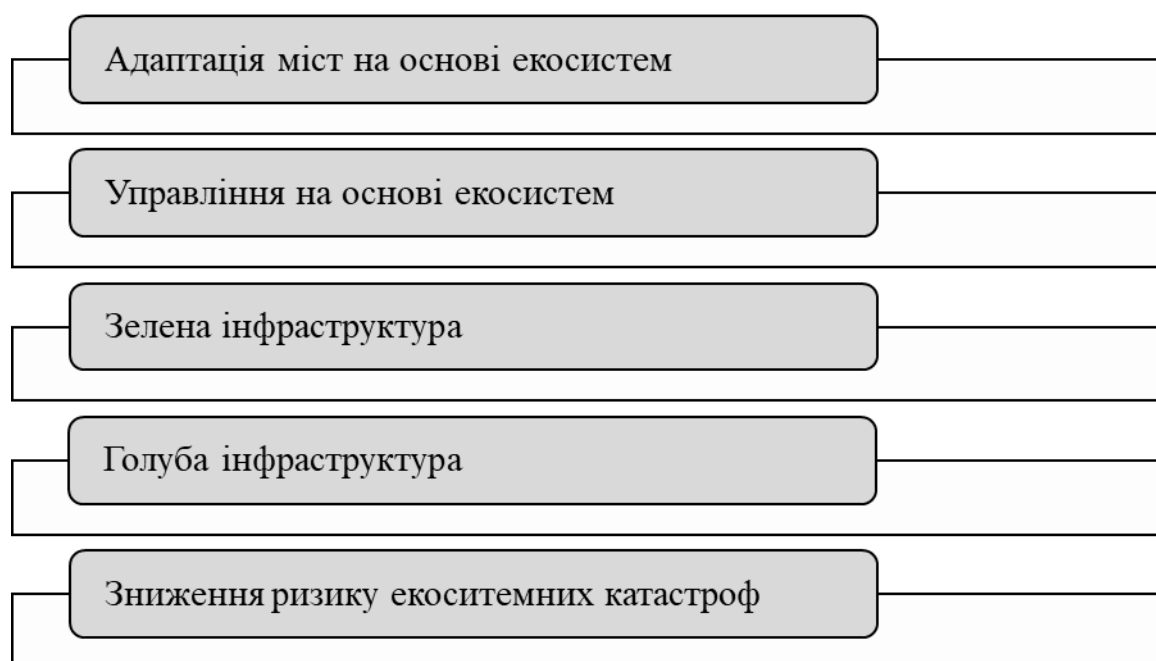 Адаптація міст на основі екосистем
Управління на основі екосистем
Зелена інфраструктура
Голуба інфраструктура
Зниження ризику екоситемних катастроф